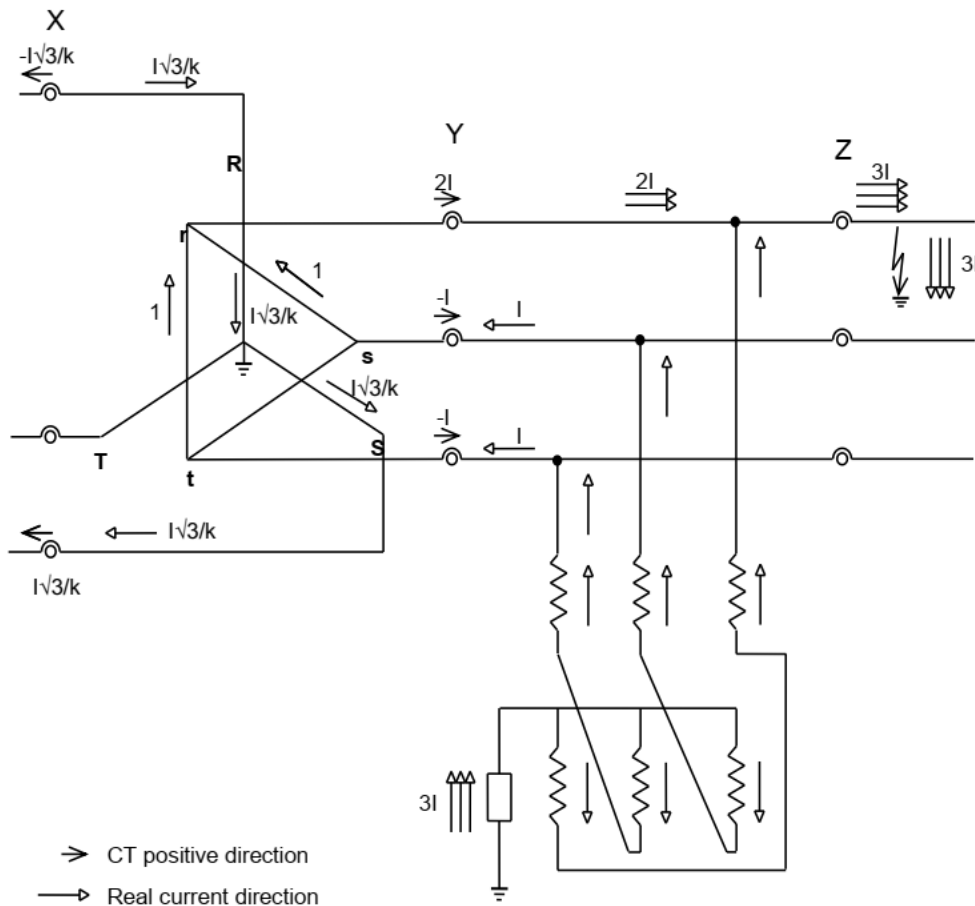 X
-I√3/k
I√3/k
Y
Z
R
2I
2I
3I
r
1
3I
1
-I
I
I√3/k
s
I√3/k
-I
I
S
T
t
I√3/k
I√3/k
3I
CT positive direction
Real current direction